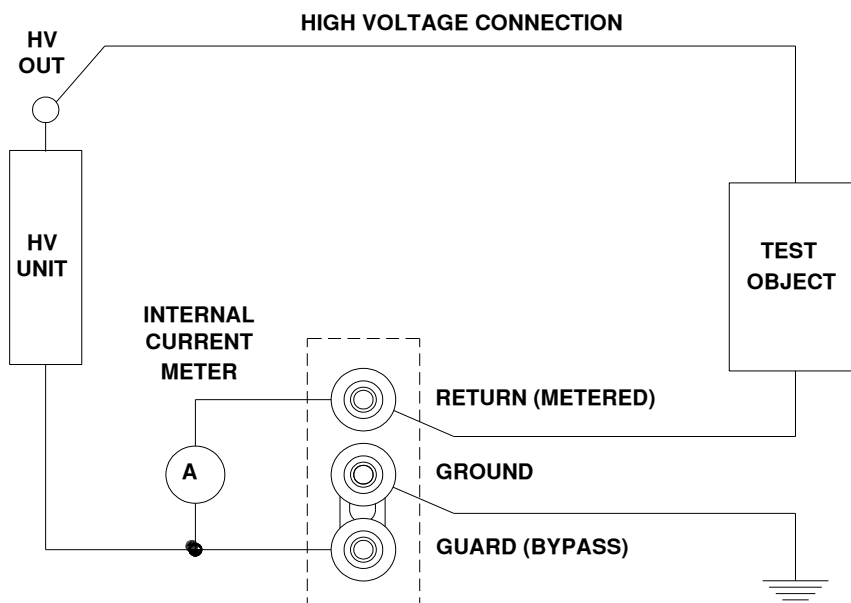 HIGH VOLTAGE CONNECTION
HV
OUT
HV
UNIT
TEST
OBJECT
INTERNAL
CURRENT
METER
RETURN (METERED)
A
GROUND
GUARD (BYPASS)